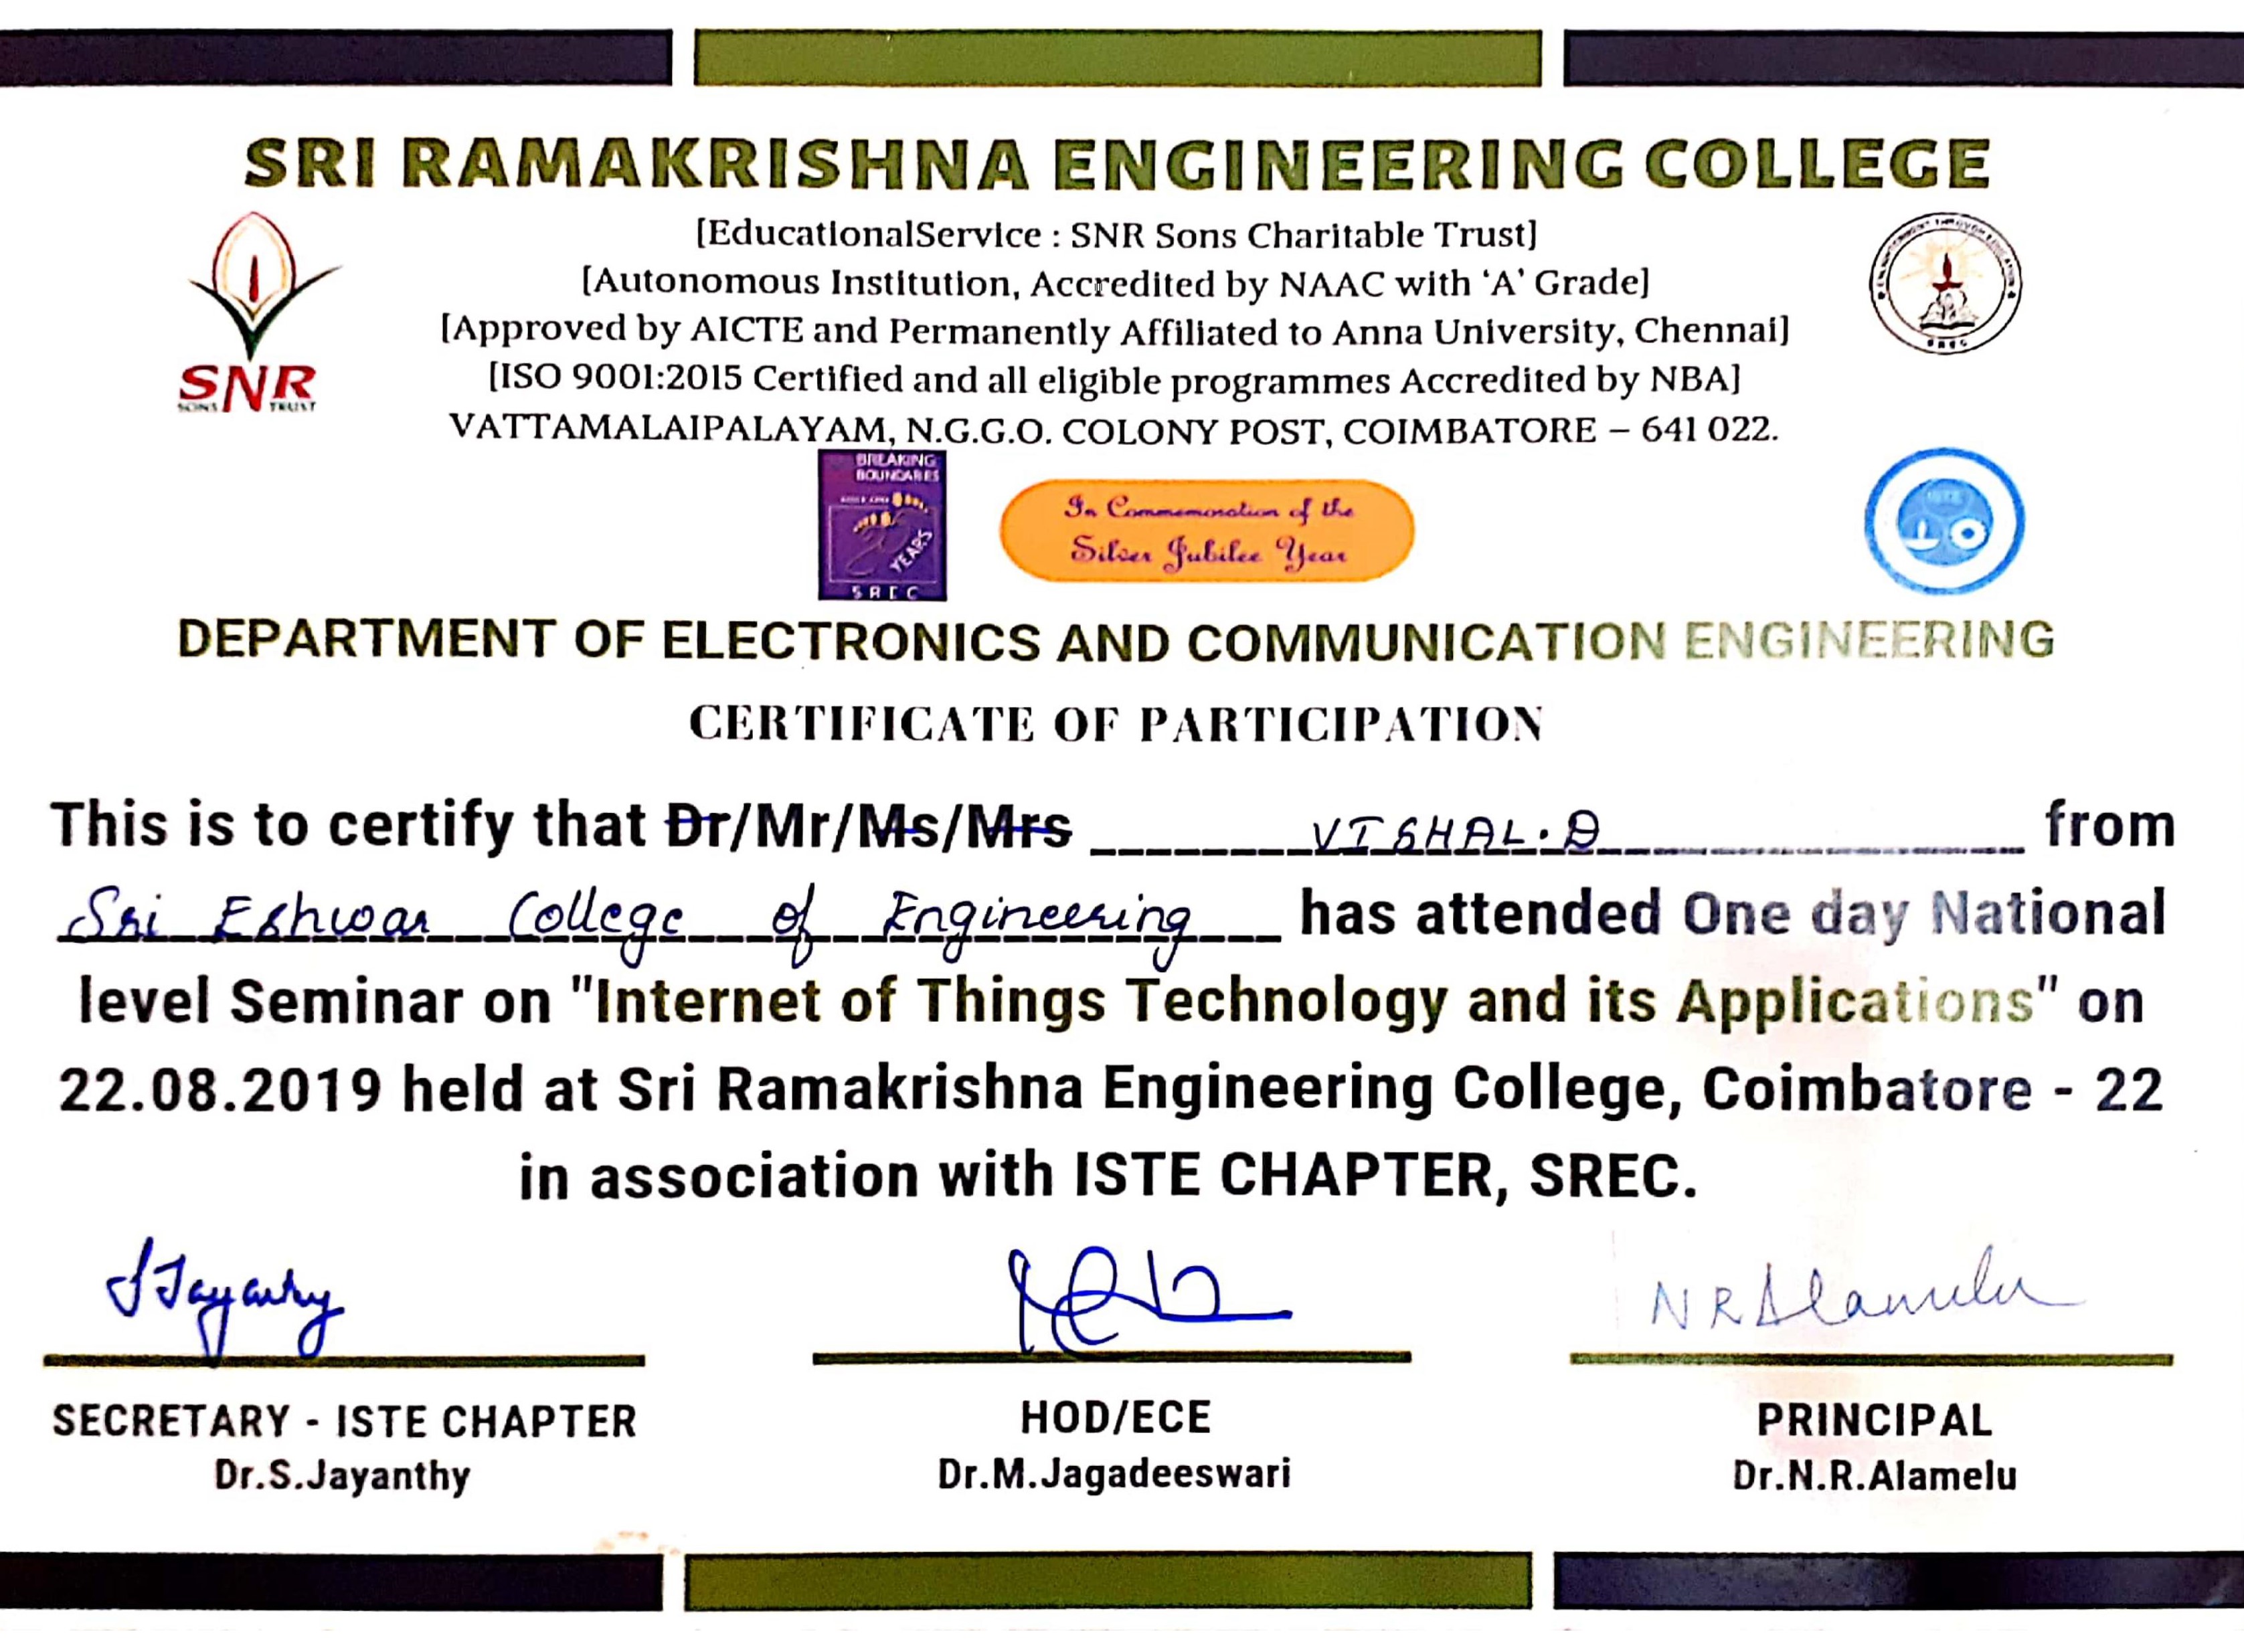 SRI RAMAKRISHNA ENGINEERING COLLEGE
[EducationalService : SNR Sons Charitable Trust]
[Autonomous Institution, Accredited by NAAC with ‘A’ Grade]
[Approved by AICTE and Permanently Affiliated to Anna University, Chennai]
[ISO 9001:2015 Certified and all eligible programmes Accredited by NBA]
VATTAMALAIPALAYAM, N.G.G.O. COLONY POST, COIMBATORE – 641 022.
SNR
SONS TRUST
SREC
BREAKING
BOUNDARIES
YEARS
SREC
In Commemoration of the
Silver Jubilee Year
ISTE
DEPARTMENT OF ELECTRONICS AND COMMUNICATION ENGINEERING
CERTIFICATE OF PARTICIPATION
This is to certify that Dr/Mr/Ms/Mrs VISHAL.D from
Sri Eshwar College of Engineering has attended One day National
level Seminar on "Internet of Things Technology and its Applications" on
22.08.2019 held at Sri Ramakrishna Engineering College, Coimbatore - 22
in association with ISTE CHAPTER, SREC.
SJayanthy
NRAlamelu
SECRETARY - ISTE CHAPTER
Dr.S.Jayanthy
HOD/ECE
Dr.M.Jagadeeswari
PRINCIPAL
Dr.N.R.Alamelu